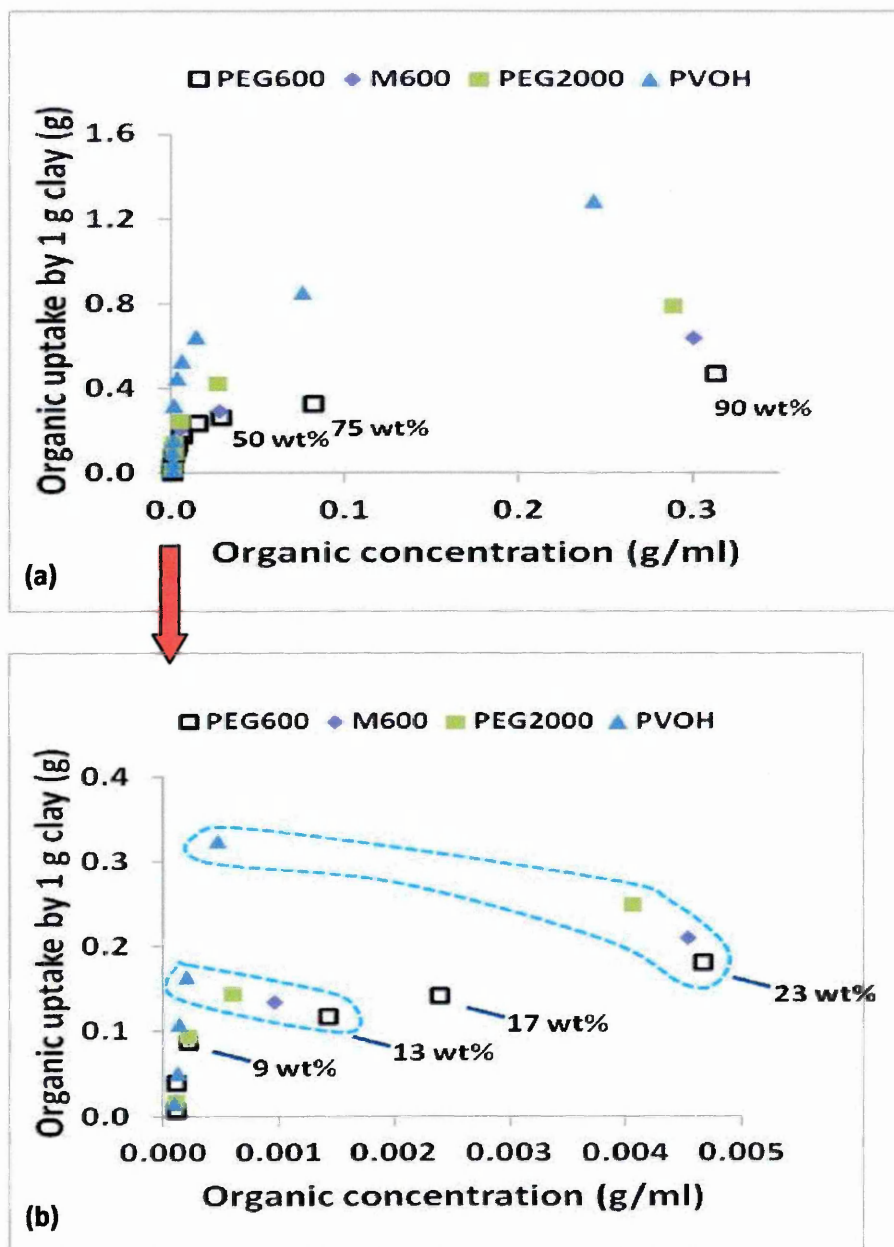 PEG600 M600 PEG2000 PVOH
Organic uptake by 1 g clay (g)
1.6
1.2
0.8
0.4
0.0
50 wt% 75 wt%
90 wt%
0.0 0.1 0.2 0.3
Organic concentration (g/ml)
(a)
PEG600 M600 PEG2000 PVOH
Organic uptake by 1 g clay (g)
0.4
0.3
0.2
0.1
0.0
23 wt%
17 wt%
13 wt%
9 wt%
0.000 0.001 0.002 0.003 0.004 0.005
Organic concentration (g/ml)
(b)